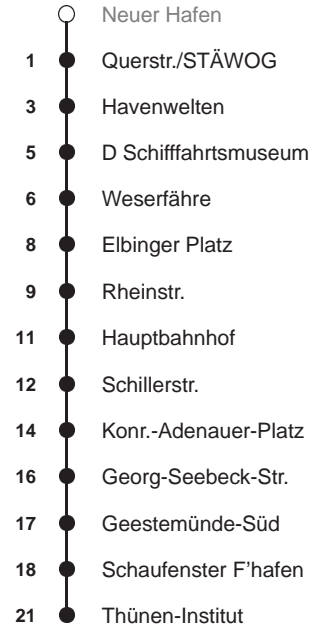 Neuer Hafen
1 Querstr./STÄWOG
3 Havenwelten
5 D Schifffahrtsmuseum
6 Weserfähre
8 Elbinger Platz
9 Rheinstr.
11 Hauptbahnhof
12 Schillerstr.
14 Konr.-Adenauer-Platz
16 Georg-Seebeck-Str.
17 Geestemünde-Süd
18 Schaufenster F'hafen
21 Thünen-Institut